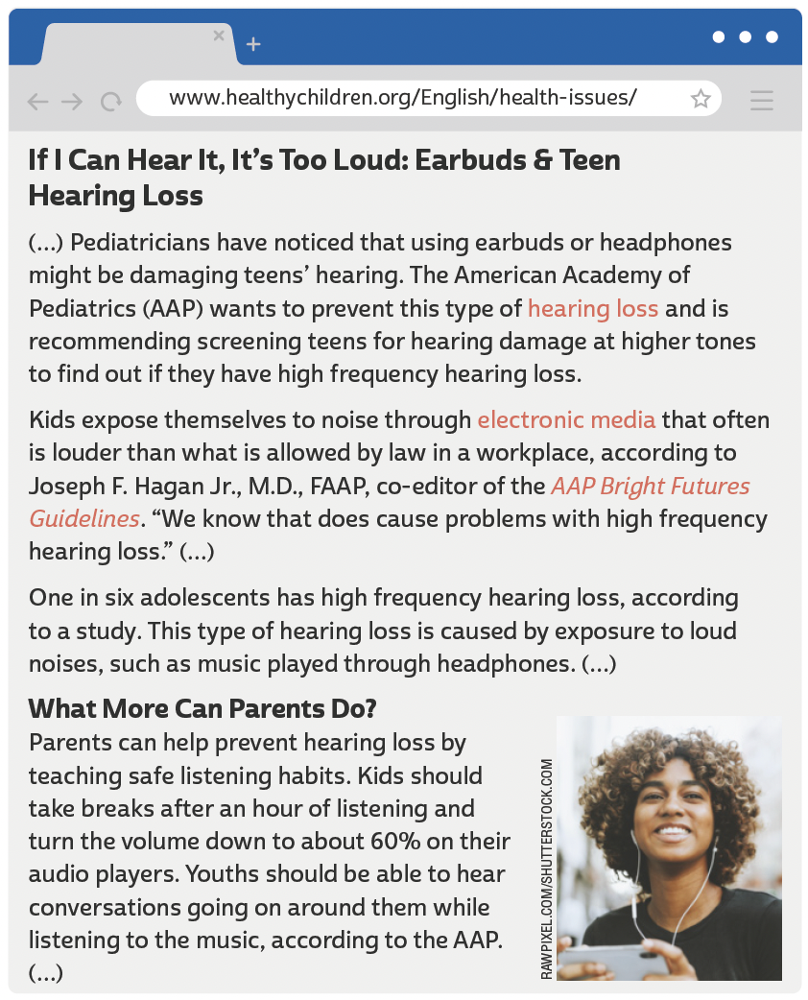 www.healthychildren.org/English/health-issues/
If I Can Hear It, It’s Too Loud: Earbuds & Teen
Hearing Loss
(...) Pediatricians have noticed that using earbuds or headphones
might be damaging teens’ hearing. The American Academy of
Pediatrics (AAP) wants to prevent this type of hearing loss and is
recommending screening teens for hearing damage at higher tones
to find out if they have high frequency hearing loss.
Kids expose themselves to noise through electronic media that often
is louder than what is allowed by law in a workplace, according to
Joseph F. Hagan Jr., M.D., FAAP, co-editor of the AAP Bright Futures
Guidelines. “We know that does cause problems with high frequency
hearing loss.” (...)
One in six adolescents has high frequency hearing loss, according
to a study. This type of hearing loss is caused by exposure to loud
noises, such as music played through headphones. (...)
What More Can Parents Do?
Parents can help prevent hearing loss by
teaching safe listening habits. Kids should
take breaks after an hour of listening and
turn the volume down to about 60% on their
audio players. Youths should be able to hear
conversations going on around them while
listening to the music, according to the AAP.
(...)
RAWPIXEL.COM/SHUTTERSTOCK.COM